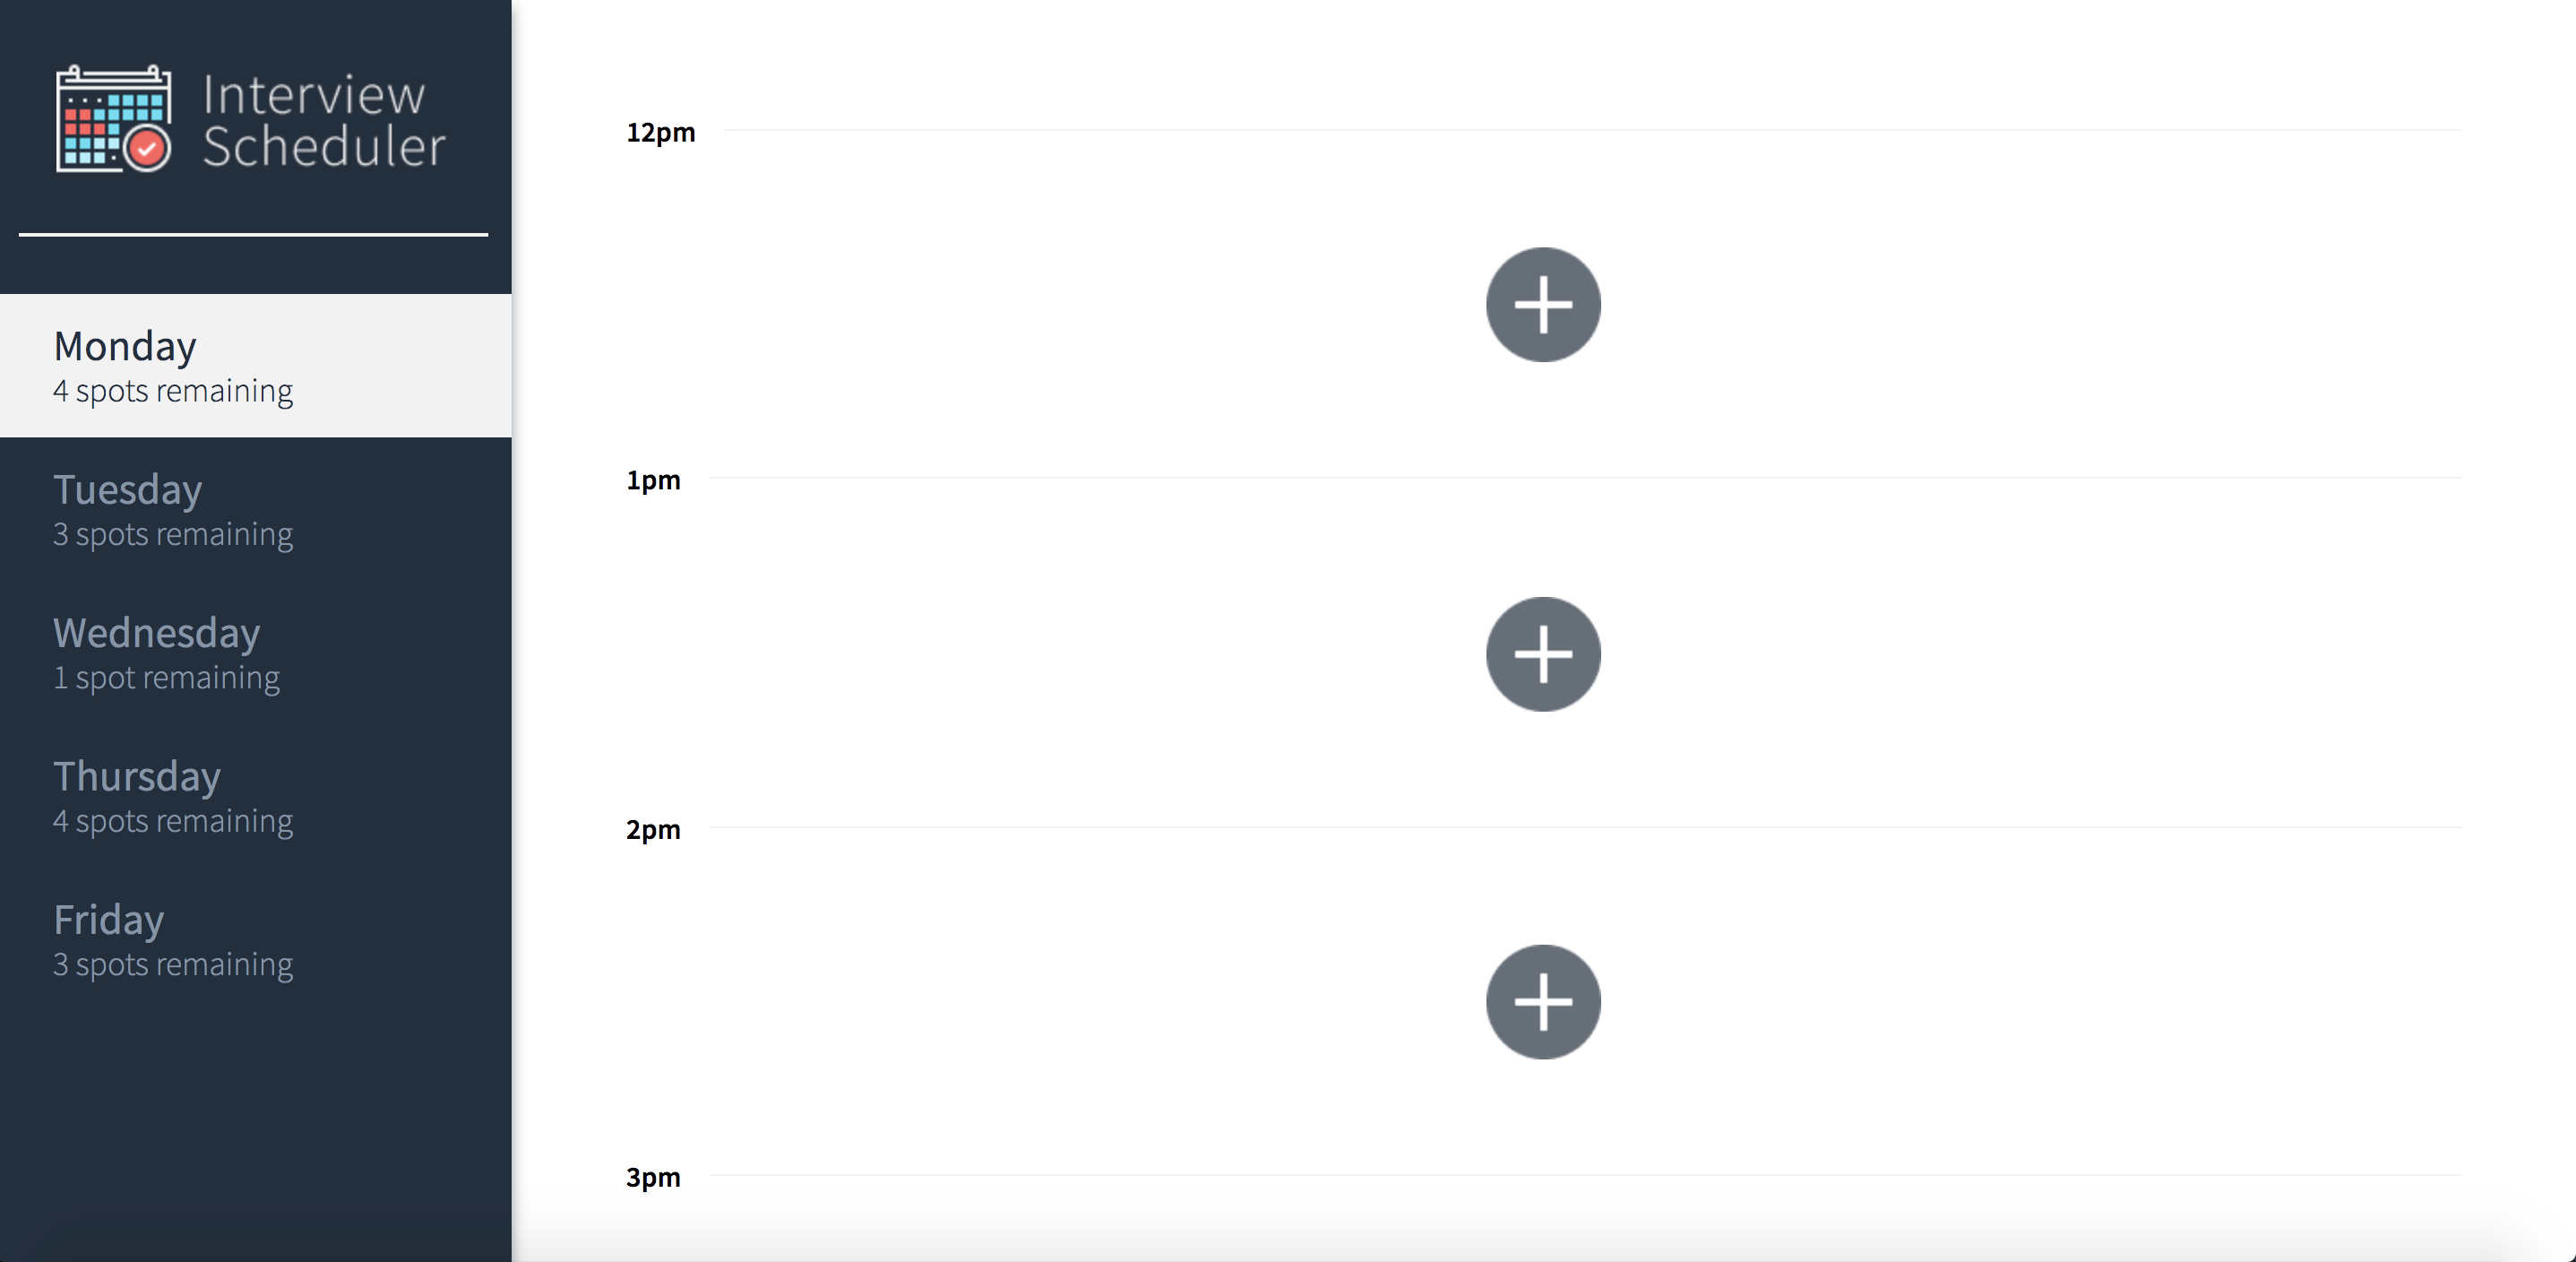 Interview
Scheduler
Monday
4 spots remaining
Tuesday
3 spots remaining
Wednesday
1 spot remaining
Thursday
4 spots remaining
Friday
3 spots remaining
12pm
1pm
2pm
3pm